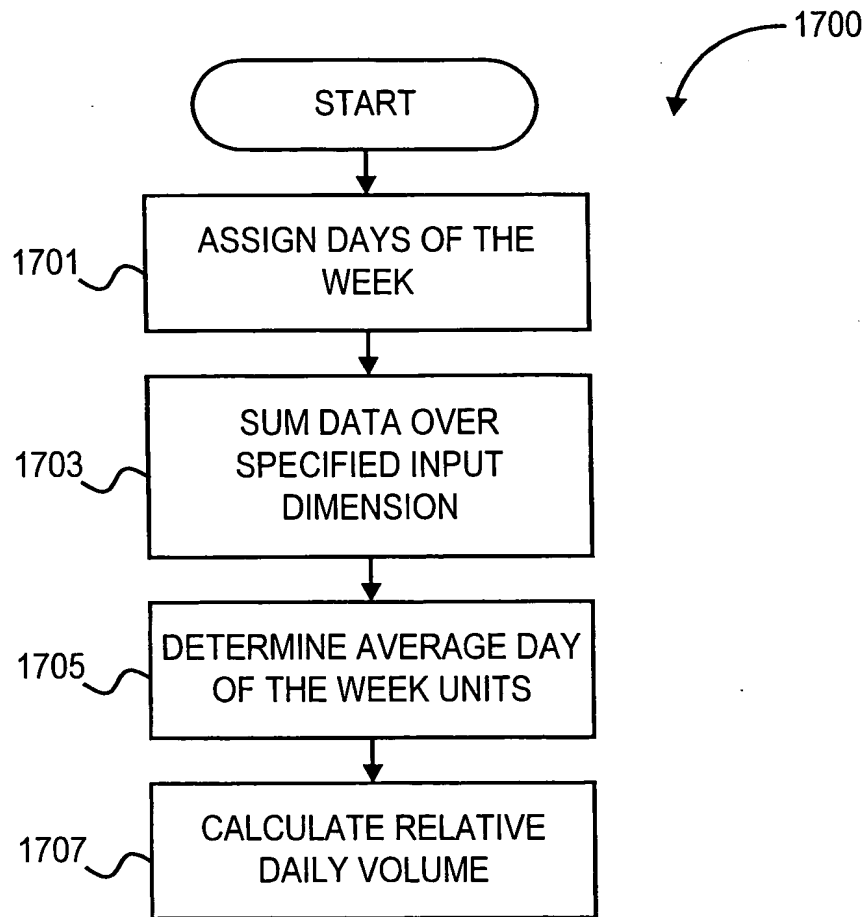 1700
START
1701
ASSIGN DAYS OF THE
WEEK
1703
SUM DATA OVER
SPECIFIED INPUT
DIMENSION
1705
DETERMINE AVERAGE DAY
OF THE WEEK UNITS
1707
CALCULATE RELATIVE
DAILY VOLUME